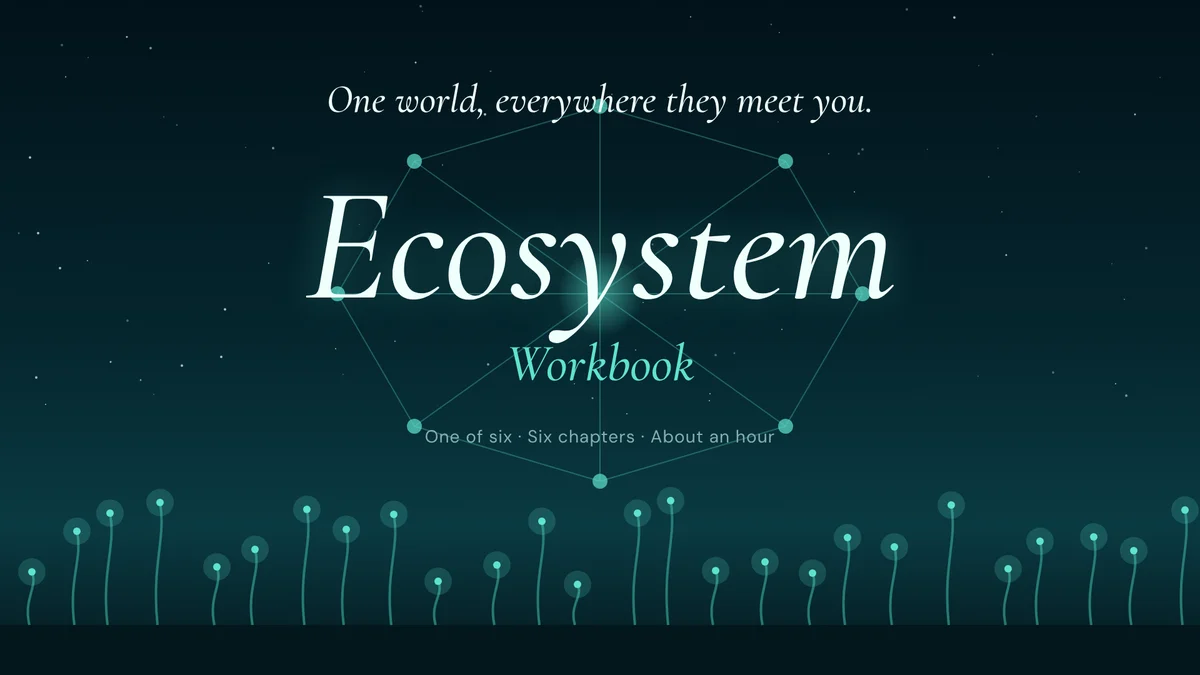 One world, everywhere they meet you.
Ecosystem
Workbook
One of six · Six chapters · About an hour